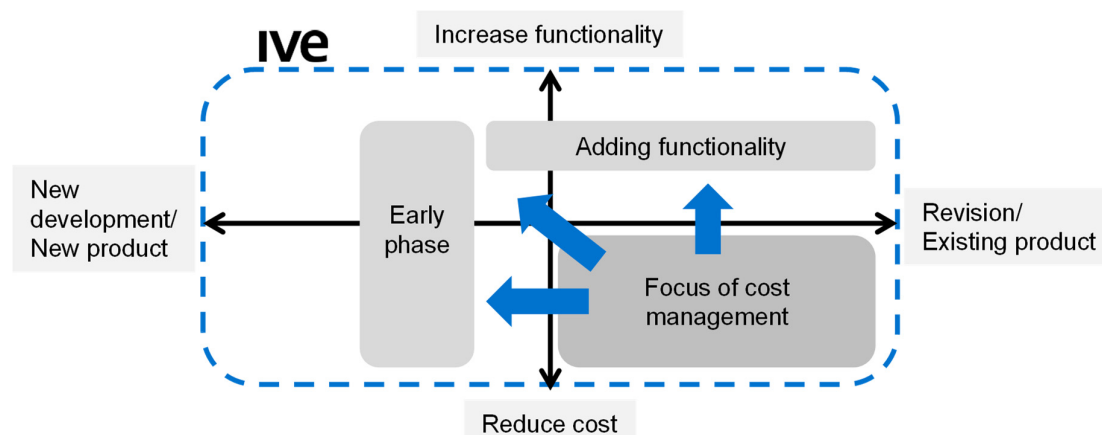 ive
Increase functionality
Adding functionality
New
development/
New product
Early
phase
Revision/
Existing product
Focus of cost
management
Reduce cost